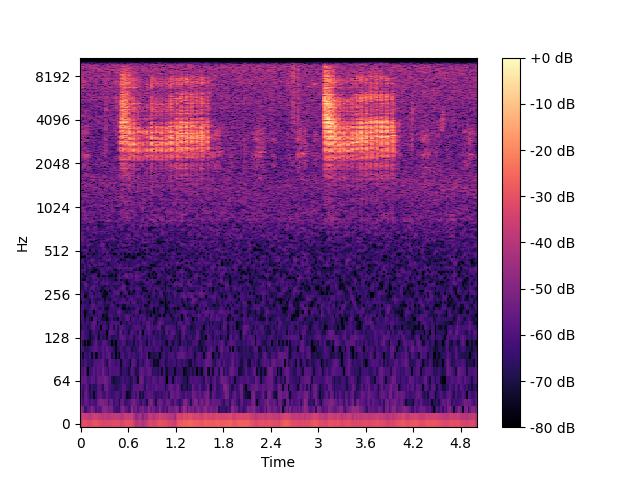 8192
4096
2048
1024
512
256
128
64
0
Hz
0 0.6 1.2 1.8 2.4 3 3.6 4.2 4.8
Time
+0 dB
-10 dB
-20 dB
-30 dB
-40 dB
-50 dB
-60 dB
-70 dB
-80 dB